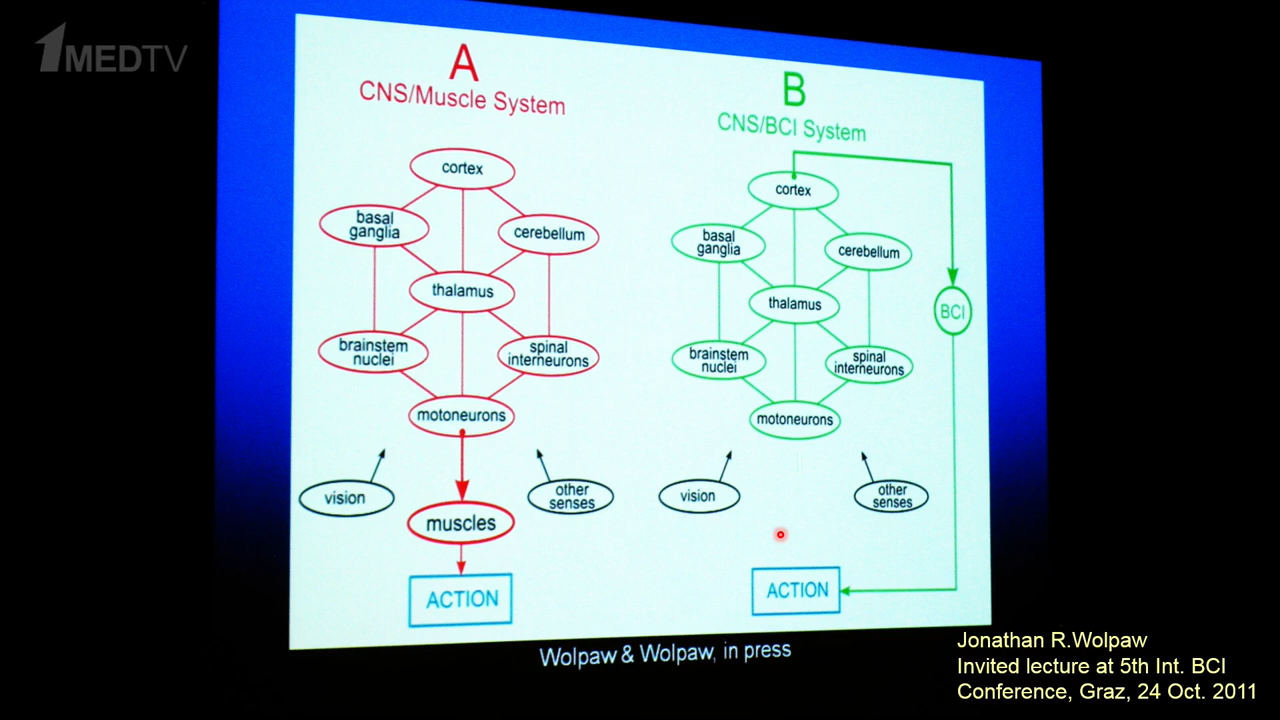 1MEDTV
A
CNS/Muscle System
cortex
basal
ganglia
cerebellum
thalamus
brainstem
nuclei
spinal
interneurons
motoneurons
vision
other
senses
muscles
ACTION
B
CNS/BCI System
cortex
basal
ganglia
cerebellum
thalamus
BCI
brainstem
nuclei
spinal
interneurons
motoneurons
vision
other
senses
ACTION
Wolpaw & Wolpaw, in press
Jonathan R.Wolpaw
Invited lecture at 5th Int. BCI
Conference, Graz, 24 Oct. 2011